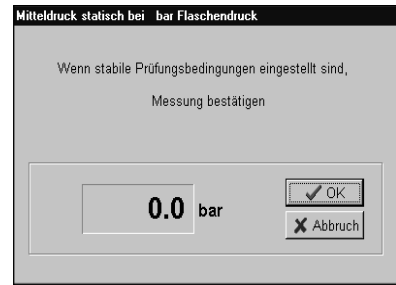 Mitteldruck statisch bei bar Flaschendruck
Wenn stabile Prüfungsbedingungen eingestellt sind,
Messung bestätigen
0.0 bar
OK
Abbruch